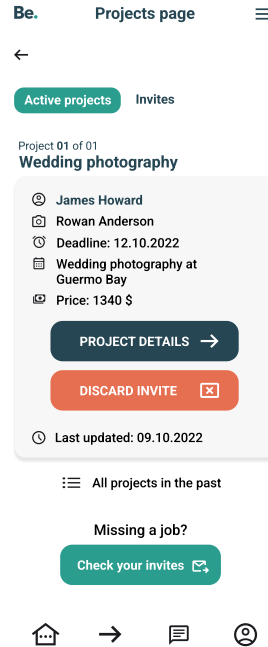 Be.
Projects page
Active projects
Invites
Project 01 of 01
Wedding photography
James Howard
Rowan Anderson
Deadline: 12.10.2022
Wedding photography at
Guermo Bay
Price: 1340 $
PROJECT DETAILS
DISCARD INVITE
Last updated: 09.10.2022
All projects in the past
Missing a job?
Check your invites